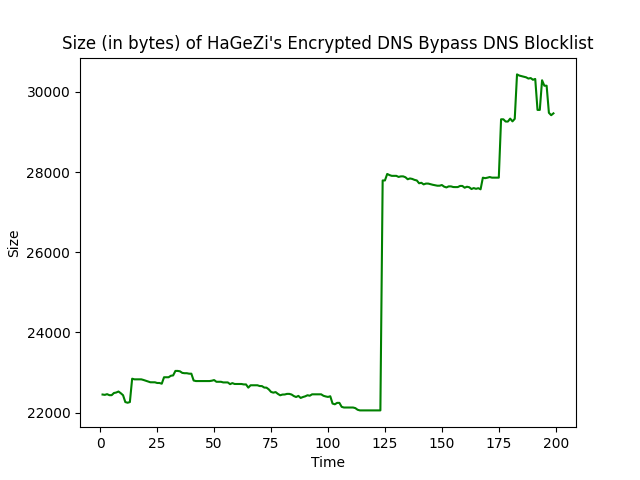 Size (in bytes) of HaGeZi's Encrypted DNS Bypass DNS Blocklist
30000
28000
26000
24000
22000
Size
0 25 50 75 100 125 150 175 200
Time